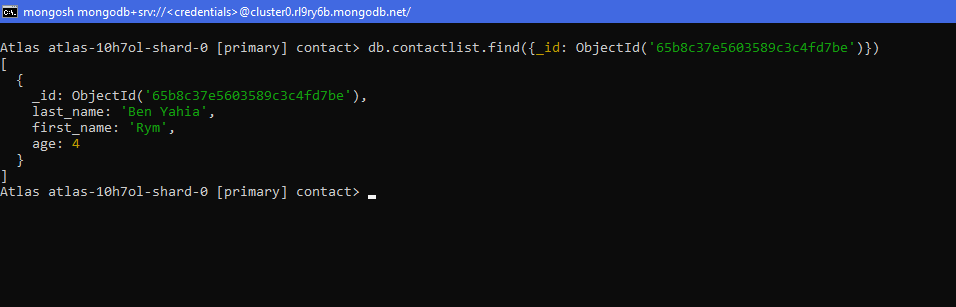 mongosh mongodb+srv://<credentials>@cluster0.rl9ry6b.mongodb.net/
Atlas atlas-10h7ol-shard-0 [primary] contact> db.contactlist.find({_id: ObjectId('65b8c37e5603589c3c4fd7be')})
[
  {
    _id: ObjectId('65b8c37e5603589c3c4fd7be'),
    last_name: 'Ben Yahia',
    first_name: 'Rym',
    age: 4
  }
]
Atlas atlas-10h7ol-shard-0 [primary] contact>